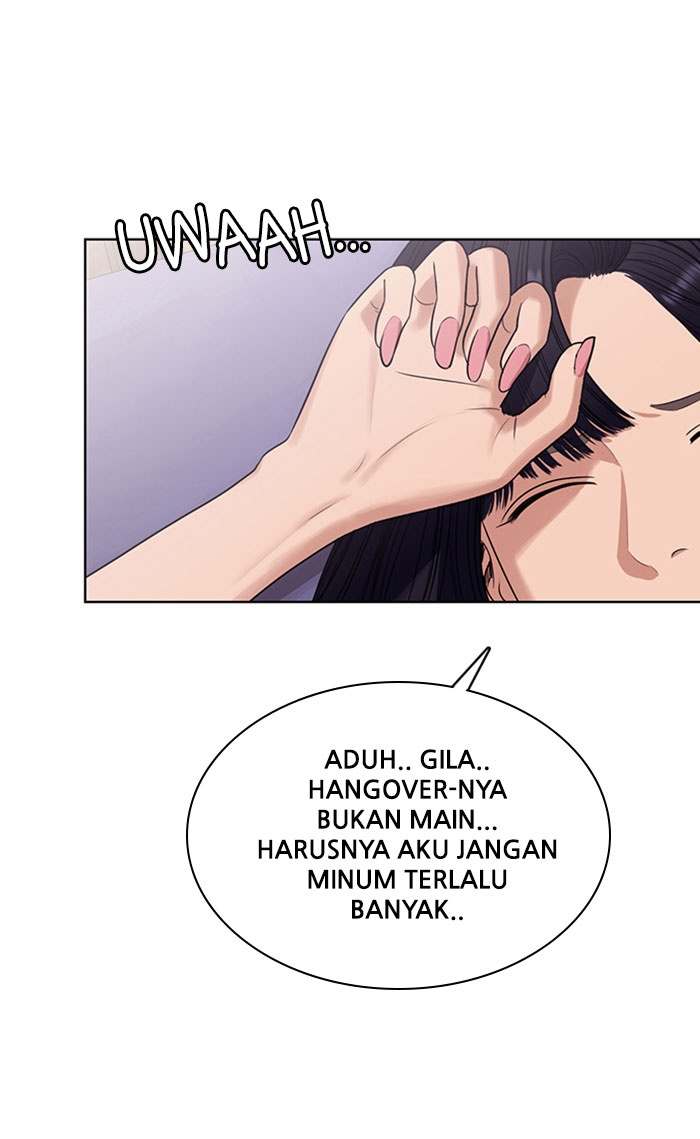 UWAAH...
ADUH.. GILA..
HANGOVER-NYA
BUKAN MAIN...
HARUSNYA AKU JANGAN
MINUM TERLALU
BANYAK..